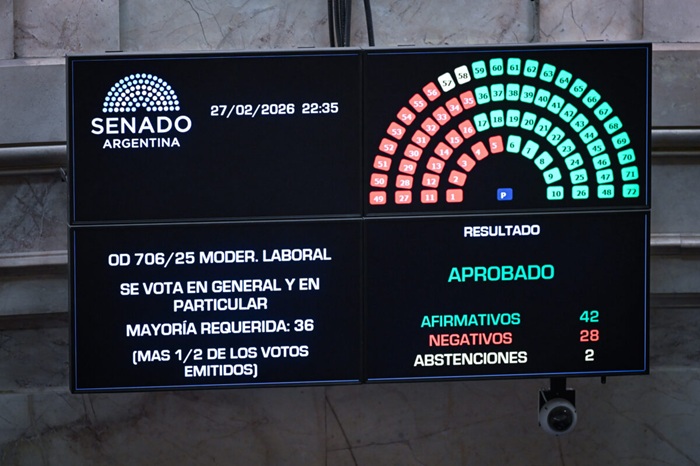 SENADO
ARGENTINA
27/02/2026 22:35
OD 706/25 MODER. LABORAL
SE VOTA EN GENERAL Y EN
PARTICULAR
MAYORÍA REQUERIDA: 36
(MAS 1/2 DE LOS VOTOS
EMITIDOS)
P
RESULTADO
APROBADO
AFIRMATIVOS 42
NEGATIVOS 28
ABSTENCIONES 2